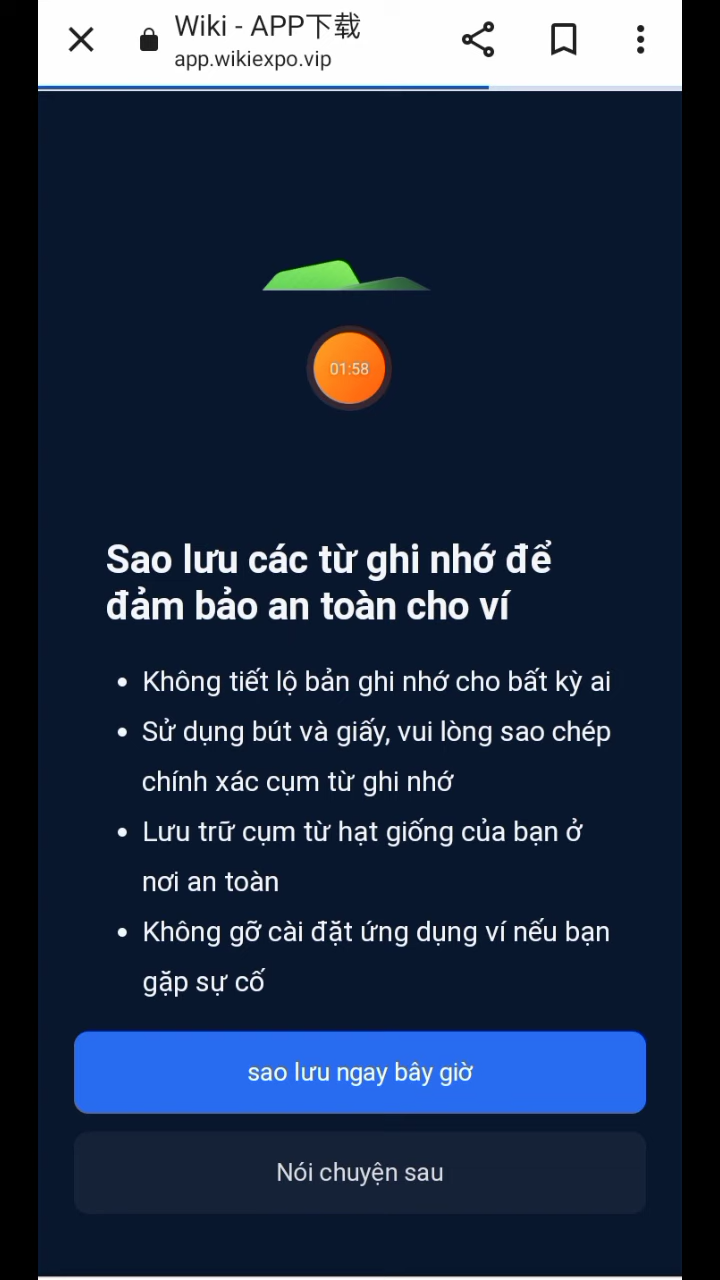 Wiki - APP下载
app.wikiexpo.vip
01:58
Sao lưu các từ ghi nhớ để
đảm bảo an toàn cho ví
Không tiết lộ bản ghi nhớ cho bất kỳ ai
Sử dụng bút và giấy, vui lòng sao chép
chính xác cụm từ ghi nhớ
Lưu trữ cụm từ hạt giống của bạn ở
nơi an toàn
Không gỡ cài đặt ứng dụng ví nếu bạn
gặp sự cố
sao lưu ngay bây giờ
Nói chuyện sau